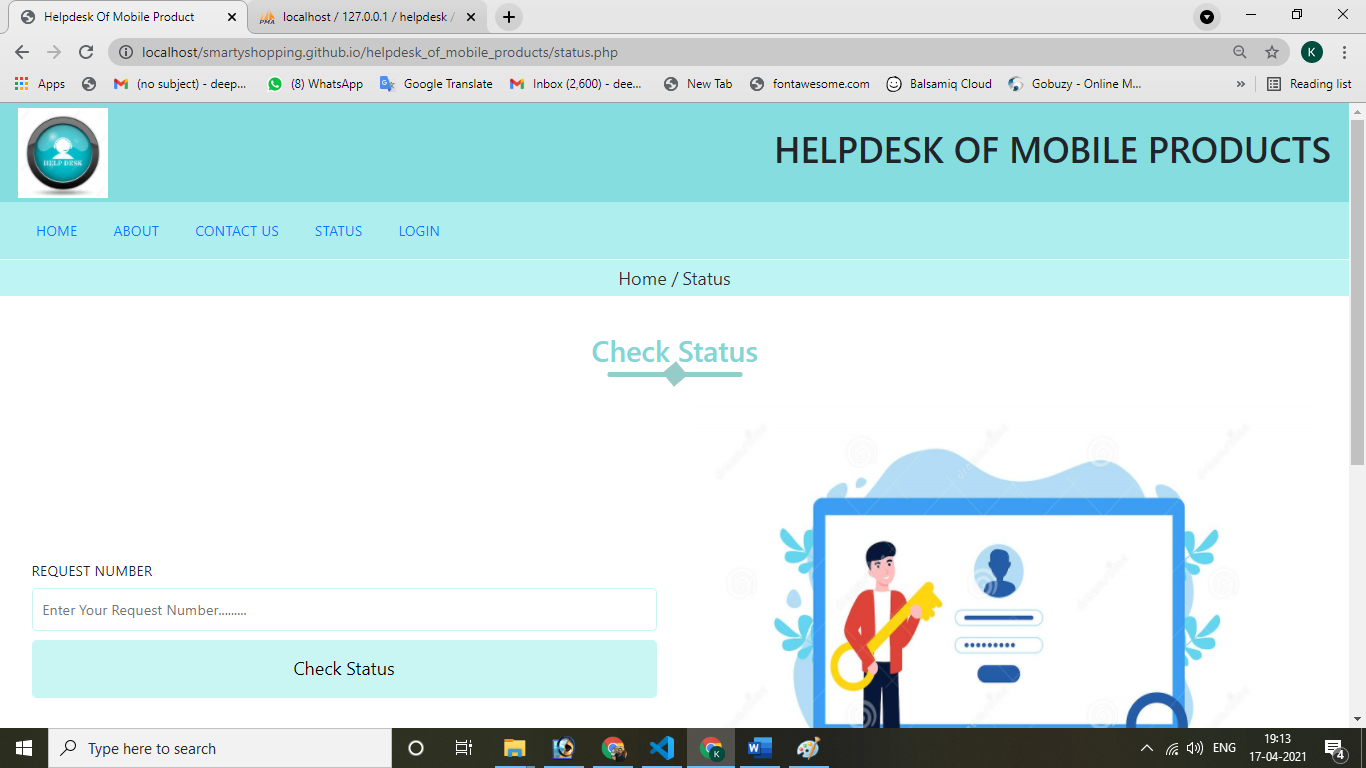 Helpdesk Of Mobile Product
localhost / 127.0.0.1 / helpdesk /
localhost/smartyshopping.github.io/helpdesk_of_mobile_products/status.php
K
Apps
(no subject) - deep...
(8) WhatsApp
Google Translate
Inbox (2,600) - dee...
New Tab
fontawesome.com
Balsamiq Cloud
Gobuzy - Online M...
»
Reading list
HELP DESK
HELPDESK OF MOBILE PRODUCTS
HOME
ABOUT
CONTACT US
STATUS
LOGIN
Home / Status
Check Status
REQUEST NUMBER
Enter Your Request Number.........
Check Status
Type here to search
ENG
19:13
17-04-2021
4